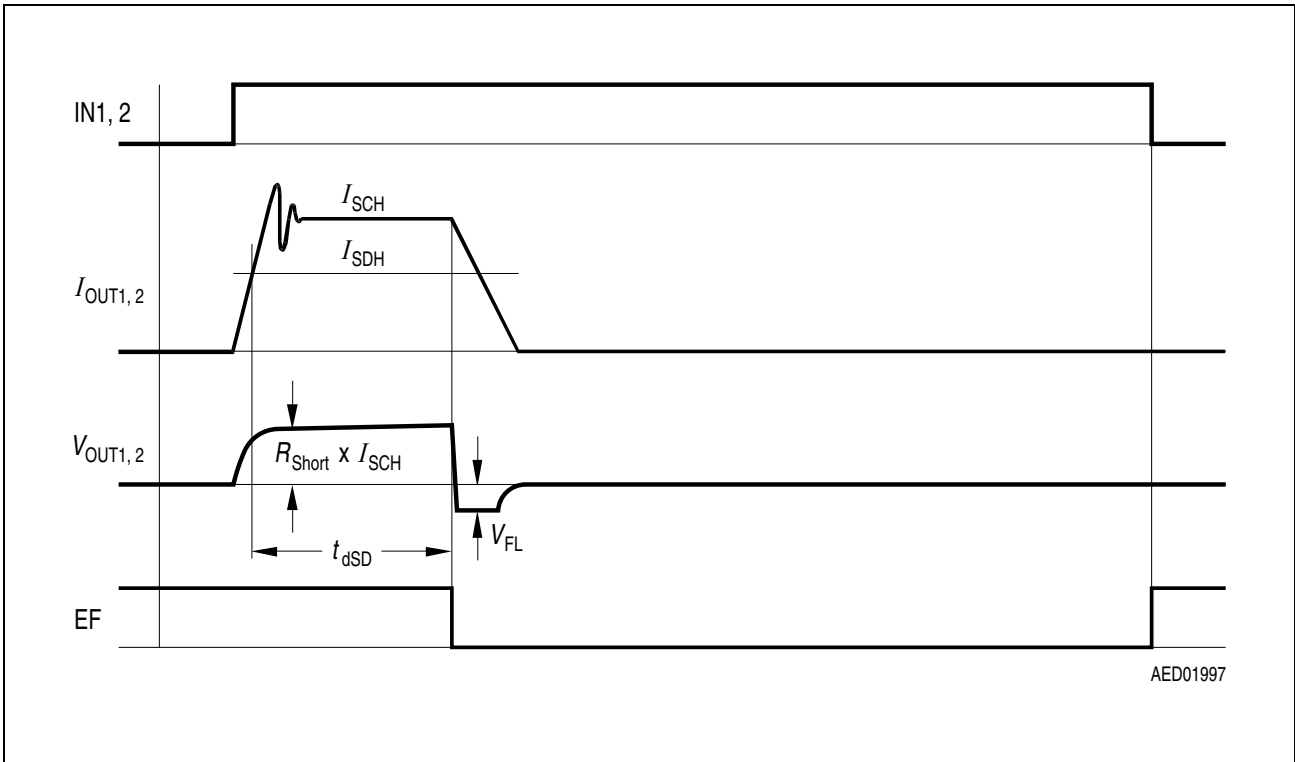 IN1, 2
I_SCH
I_SDH
I_OUT1, 2
V_OUT1, 2
R_Short x I_SCH
V_FL
t_dSD
EF
AED01997